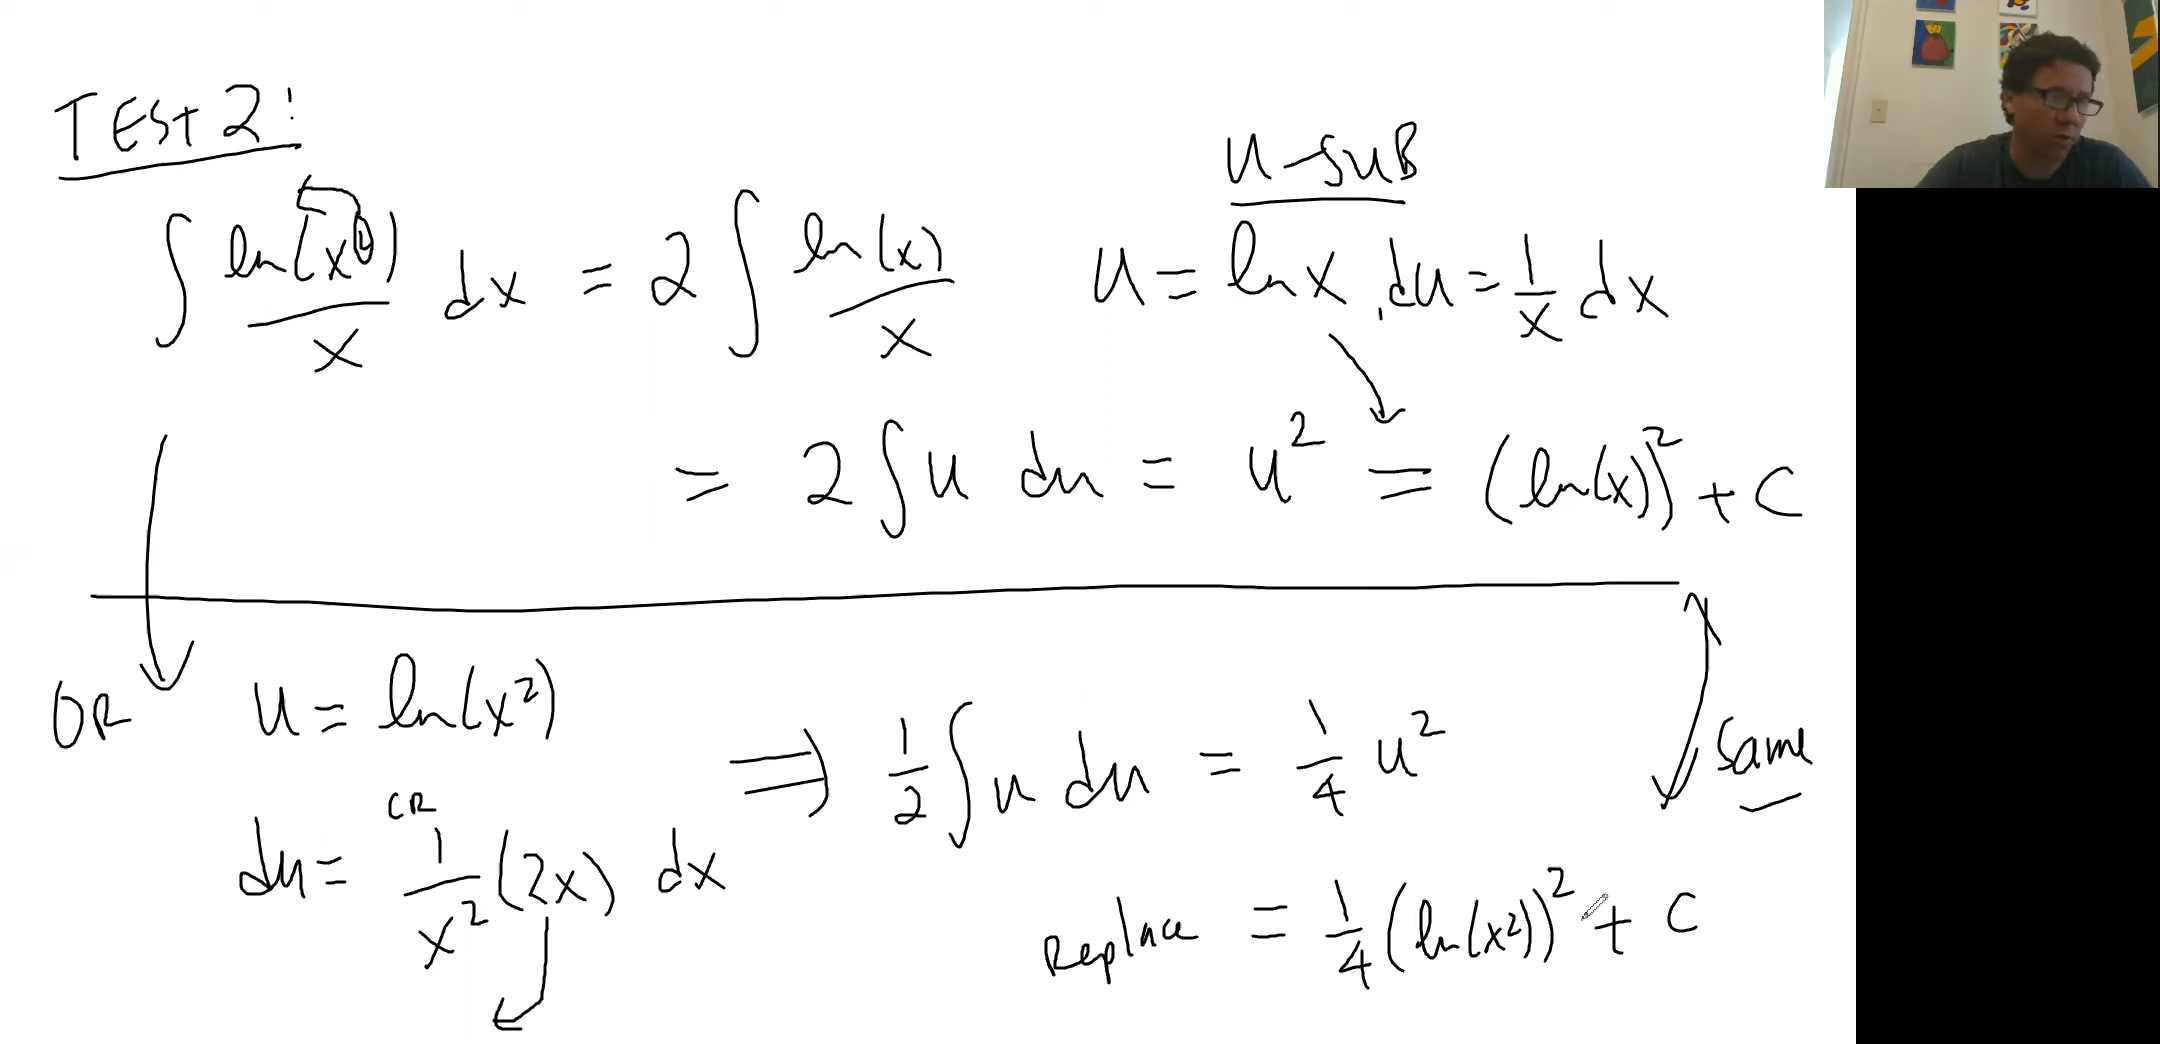 TEST 2:
∫ ln(x²)/x dx = 2 ∫ ln(x)/x
U-SUB
u = ln x, du = 1/x dx
= 2 ∫ u du = u² = (ln(x))² + C
OR
u = ln(x²)
du = 1/x² (2x) dx
CR
⇒ 1/2 ∫ u du = 1/4 u²
Same
Replace = 1/4 (ln(x²))² + C